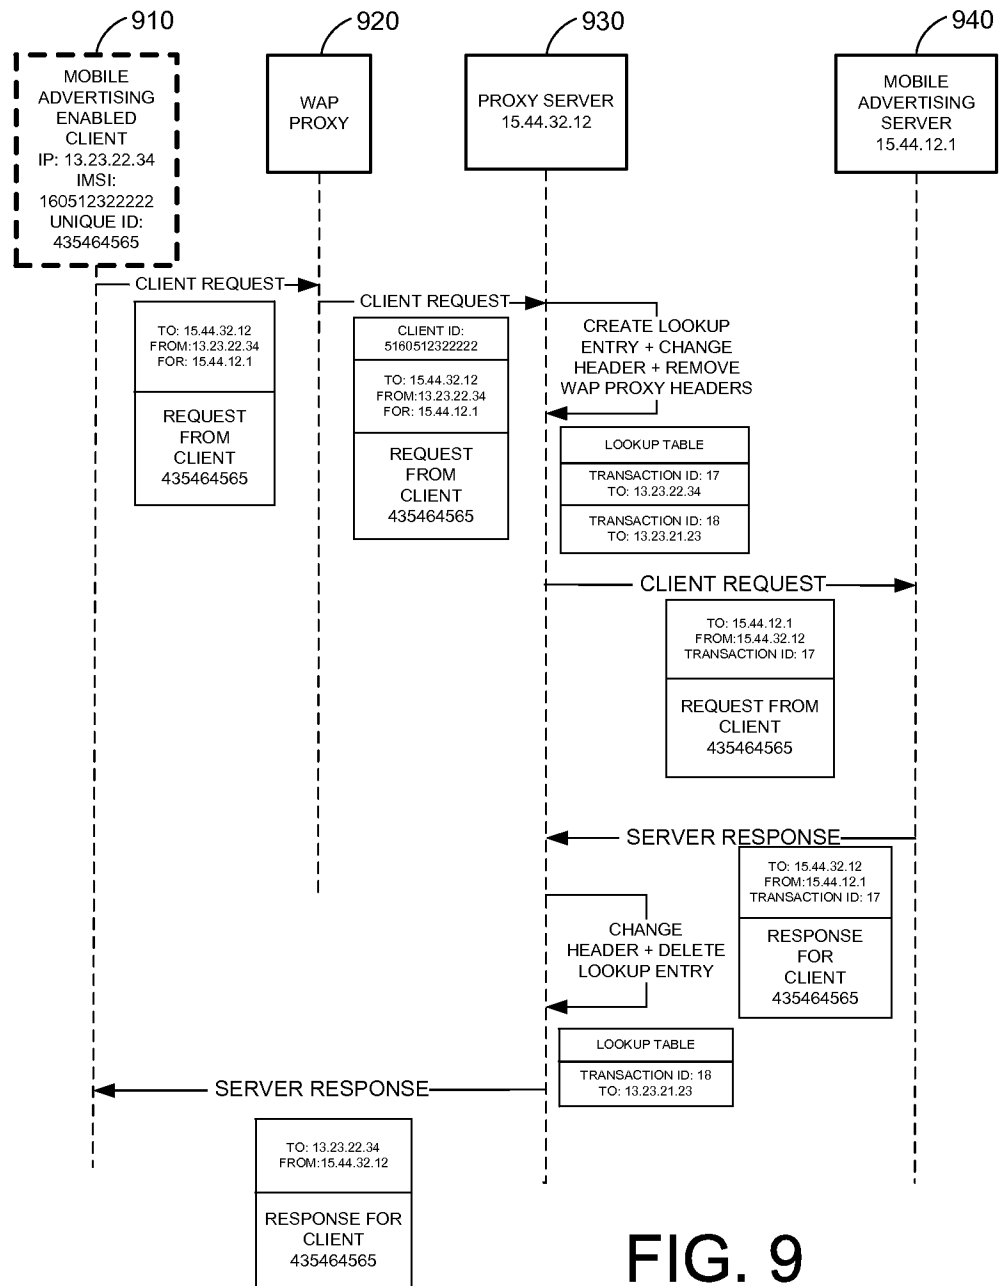 910
920
930
940
MOBILE
ADVERTISING
ENABLED
CLIENT
IP: 13.23.22.34
IMSI:
160512322222
UNIQUE ID:
435464565
WAP
PROXY
PROXY SERVER
15.44.32.12
MOBILE
ADVERTISING
SERVER
15.44.12.1
CLIENT REQUEST
TO: 15.44.32.12
FROM:13.23.22.34
FOR: 15.44.12.1
REQUEST
FROM
CLIENT
435464565
CLIENT REQUEST
CLIENT ID:
5160512322222
TO: 15.44.32.12
FROM:13.23.22.34
FOR: 15.44.12.1
REQUEST
FROM
CLIENT
435464565
CREATE LOOKUP
ENTRY + CHANGE
HEADER + REMOVE
WAP PROXY HEADERS
LOOKUP TABLE
TRANSACTION ID: 17
TO: 13.23.22.34
TRANSACTION ID: 18
TO: 13.23.21.23
CLIENT REQUEST
TO: 15.44.12.1
FROM:15.44.32.12
TRANSACTION ID: 17
REQUEST FROM
CLIENT
435464565
SERVER RESPONSE
TO: 15.44.32.12
FROM:15.44.12.1
TRANSACTION ID: 17
RESPONSE
FOR
CLIENT
435464565
CHANGE
HEADER + DELETE
LOOKUP ENTRY
LOOKUP TABLE
TRANSACTION ID: 18
TO: 13.23.21.23
SERVER RESPONSE
TO: 13.23.22.34
FROM:15.44.32.12
RESPONSE FOR
CLIENT
435464565
FIG. 9